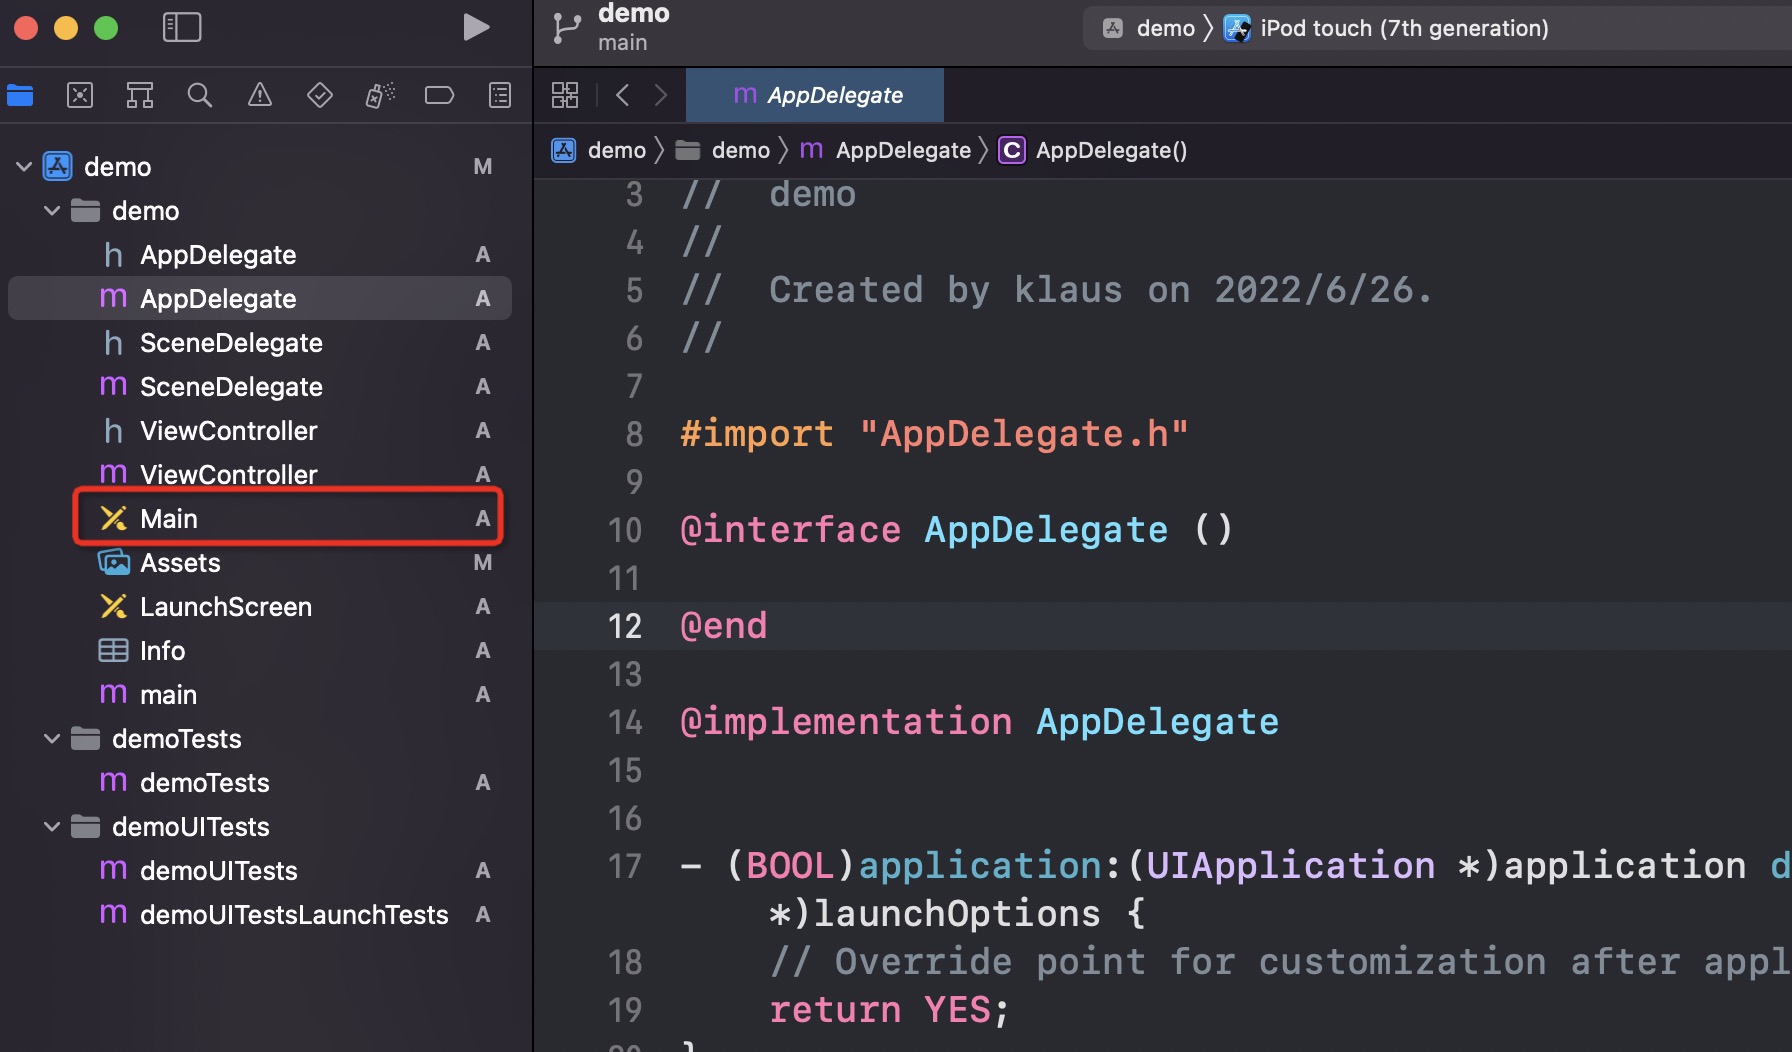 demo
main
demo
iPod touch (7th generation)
m AppDelegate
demo
demo
m AppDelegate
C AppDelegate()
demo M
demo
h AppDelegate A
m AppDelegate A
h SceneDelegate A
m SceneDelegate A
h ViewController A
m ViewController A
Main A
Assets M
LaunchScreen A
Info A
m main A
demoTests
m demoTests A
demoUITests
m demoUITests A
m demoUITestsLaunchTests A
3 //  demo
4 //
5 //  Created by klaus on 2022/6/26.
6 //
7
8 #import "AppDelegate.h"
9
10 @interface AppDelegate ()
11
12 @end
13
14 @implementation AppDelegate
15
16
17 - (BOOL)application:(UIApplication *)application d
*)launchOptions {
18 // Override point for customization after appl
19 return YES;
20 }